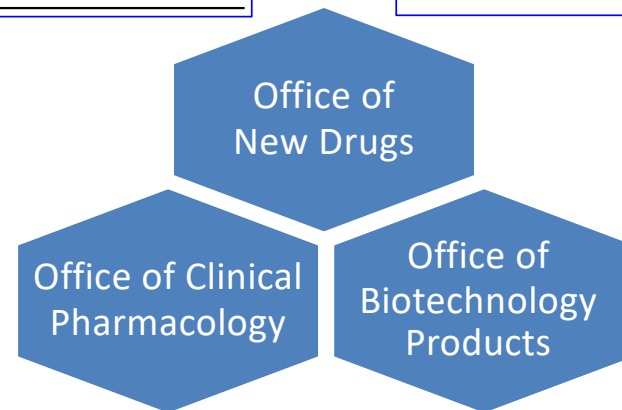 Office of
New Drugs
Office of Clinical
Pharmacology
Office of
Biotechnology
Products